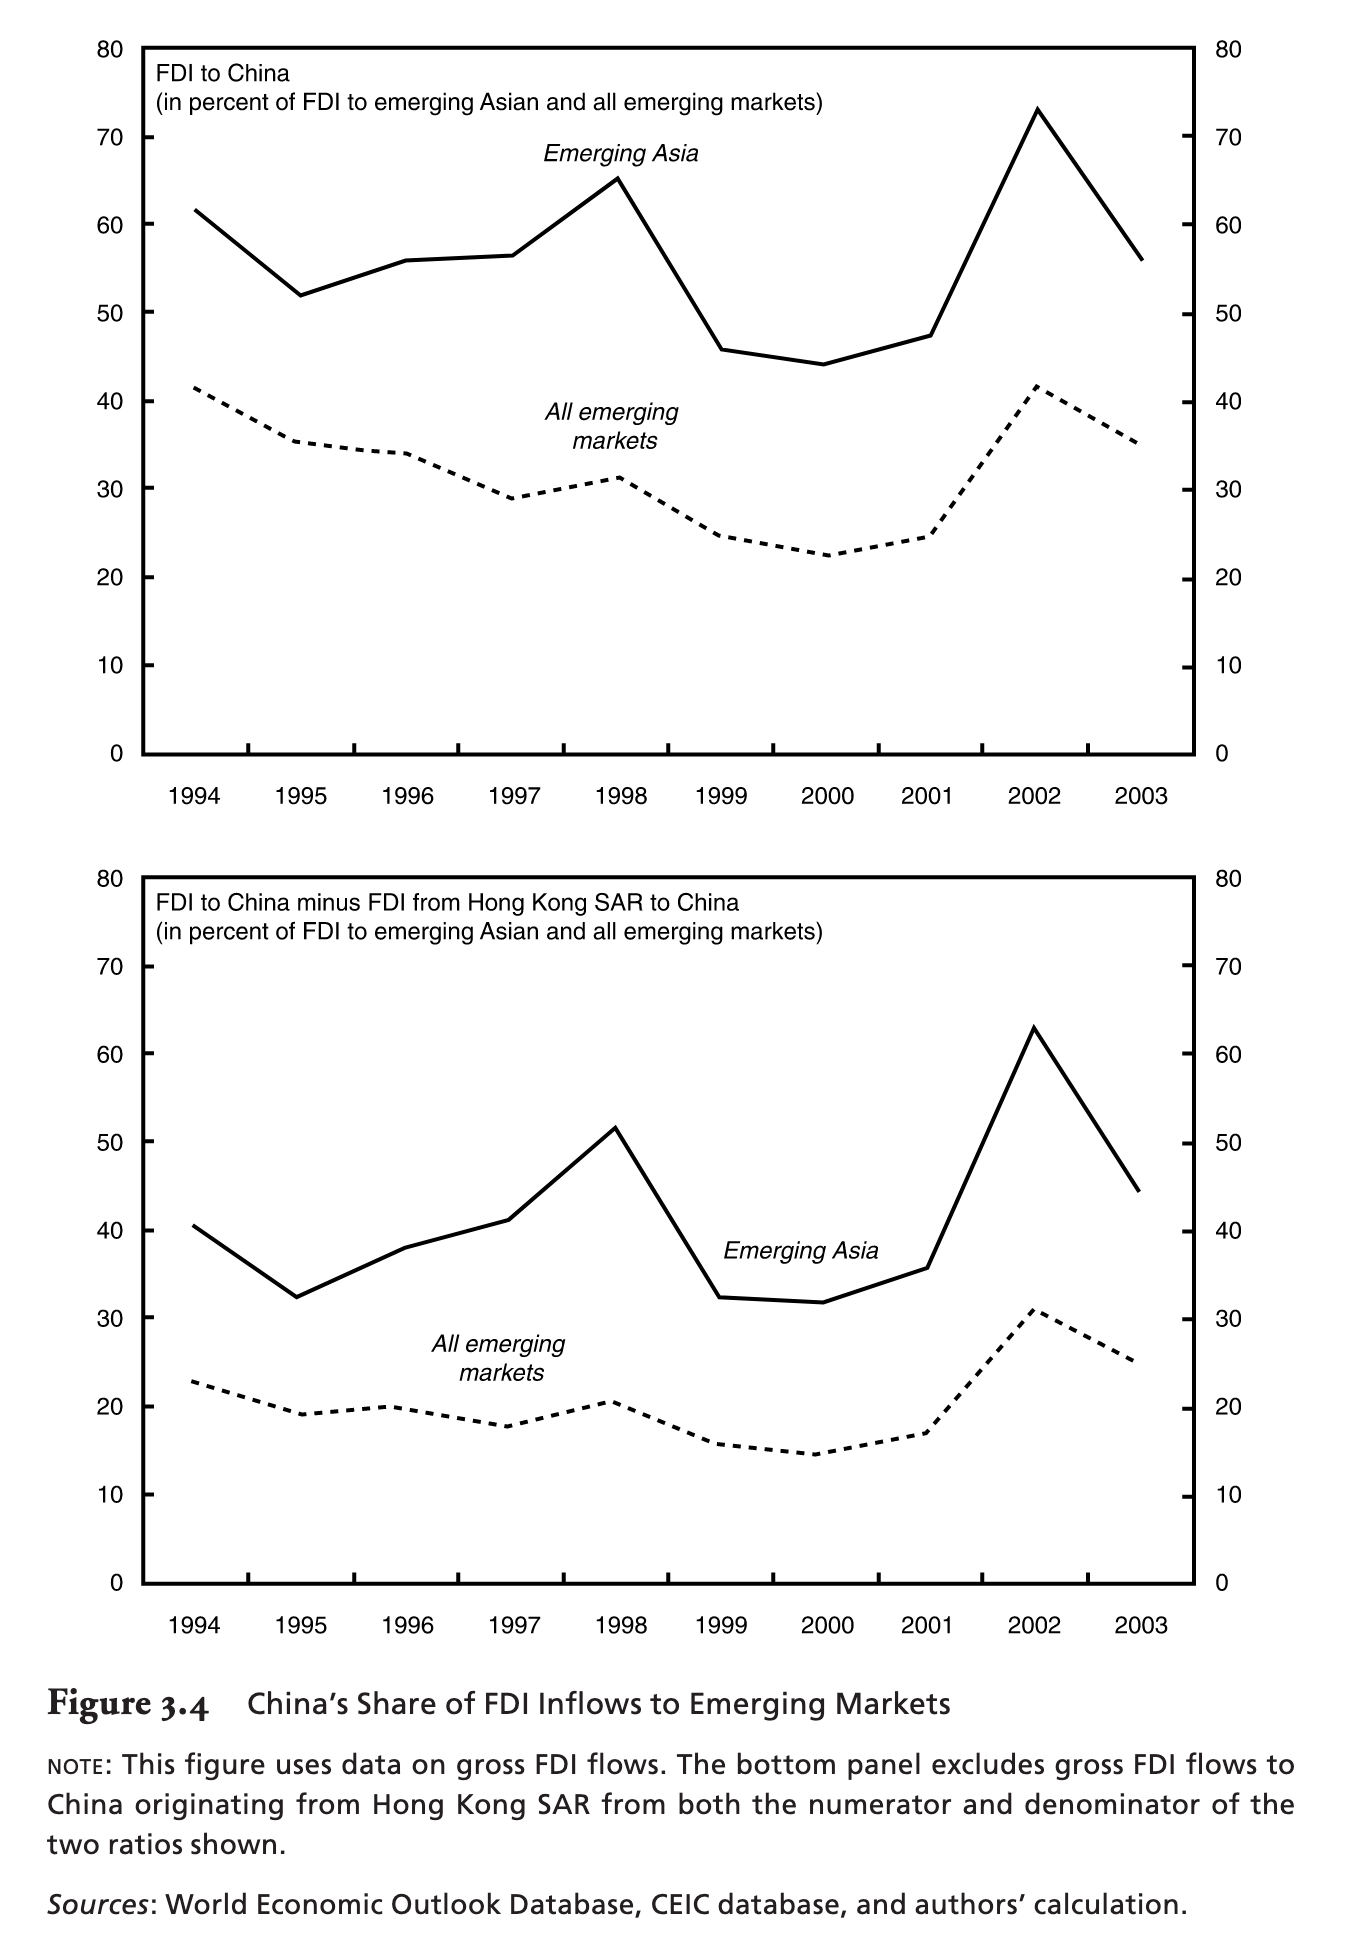 80 80
FDI to China
(in percent of FDI to emerging Asian and all emerging markets)
70 70
Emerging Asia
60 60
50 50
40 40
All emerging
markets
30 30
20 20
10 10
0 0
1994 1995 1996 1997 1998 1999 2000 2001 2002 2003
80 80
FDI to China minus FDI from Hong Kong SAR to China
(in percent of FDI to emerging Asian and all emerging markets)
70 70
60 60
50 50
40 40
Emerging Asia
30 30
All emerging
markets
20 20
10 10
0 0
1994 1995 1996 1997 1998 1999 2000 2001 2002 2003
Figure 3.4 China’s Share of FDI Inflows to Emerging Markets
NOTE: This figure uses data on gross FDI flows. The bottom panel excludes gross FDI flows to
China originating from Hong Kong SAR from both the numerator and denominator of the
two ratios shown.
Sources: World Economic Outlook Database, CEIC database, and authors’ calculation.